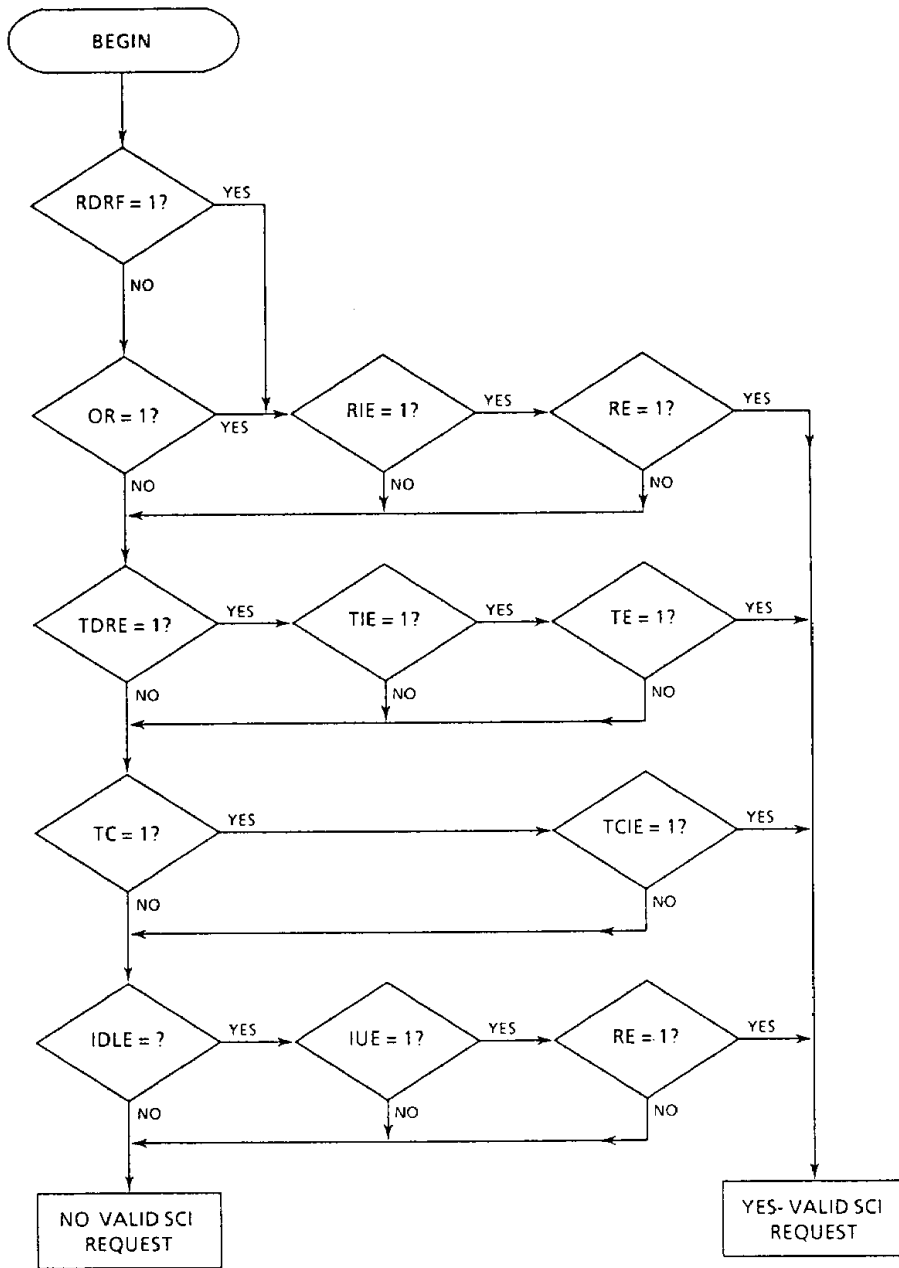 BEGIN
RDRF = 1?
YES
NO
OR = 1?
YES
RIE = 1?
YES
RE = 1?
YES
NO
NO
NO
TDRE = 1?
YES
TIE = 1?
YES
TE = 1?
YES
NO
NO
NO
TC = 1?
YES
TCIE = 1?
YES
NO
NO
IDLE = ?
YES
IUE = 1?
YES
RE = 1?
YES
NO
NO
NO
NO VALID SCI
REQUEST
YES- VALID SCI
REQUEST